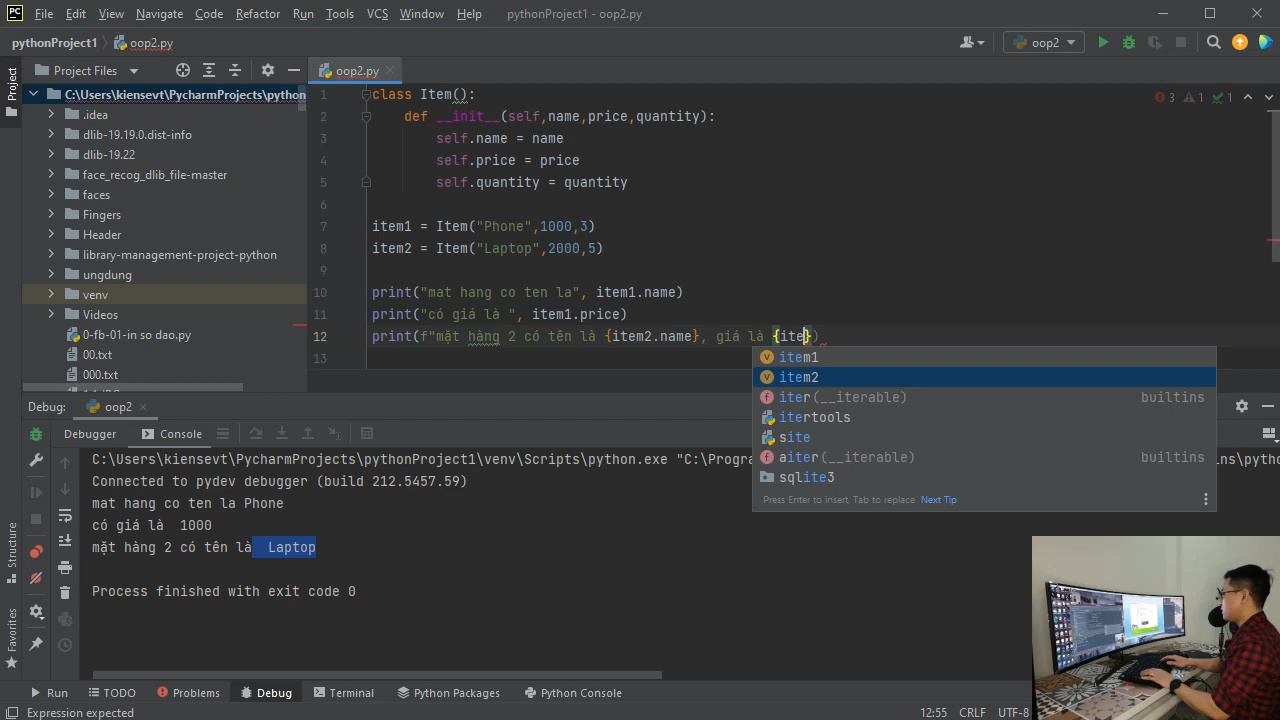 PC File Edit View Navigate Code Refactor Run Tools VCS Window Help pythonProject1 - oop2.py
pythonProject1 oop2.py oop2
Project
Project Files
oop2.py
C:\Users\kiensevt\PycharmProjects\python
.idea
dlib-19.19.0.dist-info
dlib-19.22
face_recog_dlib_file-master
faces
Fingers
Header
library-management-project-python
ungdung
venv
Videos
0-fb-01-in so dao.py
00.txt
000.txt
3 1 1
1 class Item():
2 def __init__(self,name,price,quantity):
3 self.name = name
4 self.price = price
5 self.quantity = quantity
6
7 item1 = Item("Phone",1000,3)
8 item2 = Item("Laptop",2000,5)
9
10 print("mat hang co ten la", item1.name)
11 print("có giá là ", item1.price)
12 print(f"mặt hàng 2 có tên là {item2.name}, giá là {ite})
13
item1
item2
iter(__iterable) builtins
itertools
site
aiter(__iterable) builtins
sqlite3
Press Enter to insert, Tab to replace Next Tip
Debug: oop2
Debugger Console
C:\Users\kiensevt\PycharmProjects\pythonProject1\venv\Scripts\python.exe "C:\Progra
ins/pyth
Connected to pydev debugger (build 212.5457.59)
mat hang co ten la Phone
có giá là  1000
mặt hàng 2 có tên là  Laptop
Process finished with exit code 0
Structure
Favorites
Run TODO Problems Debug Terminal Python Packages Python Console
Expression expected 12:55 CRLF UTF-8